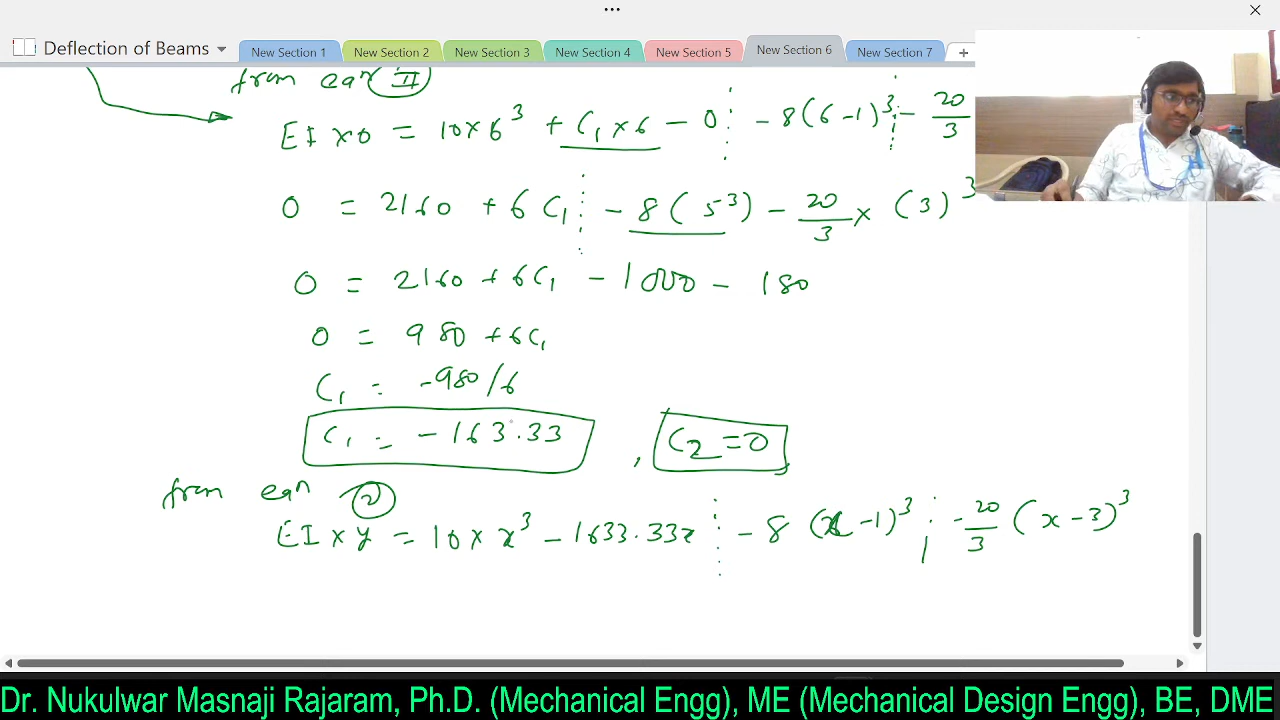 Deflection of Beams
New Section 1 New Section 2 New Section 3 New Section 4 New Section 5 New Section 6 New Section 7 +
from eqn II
EI x 0 = 10 x 6³ + C₁ x 6 - 0 ⋮ - 8(6-1)³ ⋮ - 20/3
0 = 2160 + 6C₁ ⋮ - 8(5³) - 20/3 x (3)³
0 = 2160 + 6C₁ - 1000 - 180
0 = 980 + 6C₁
C₁ = -980/6
C₁ = -163.33 , C₂ = 0
from eqn 2
EI x y = 10 x x³ - 1633.33x ⋮ - 8 (x-1)³ ⋮ - 20/3 (x-3)³
Dr. Nukulwar Masnaji Rajaram, Ph.D. (Mechanical Engg), ME (Mechanical Design Engg), BE, DME